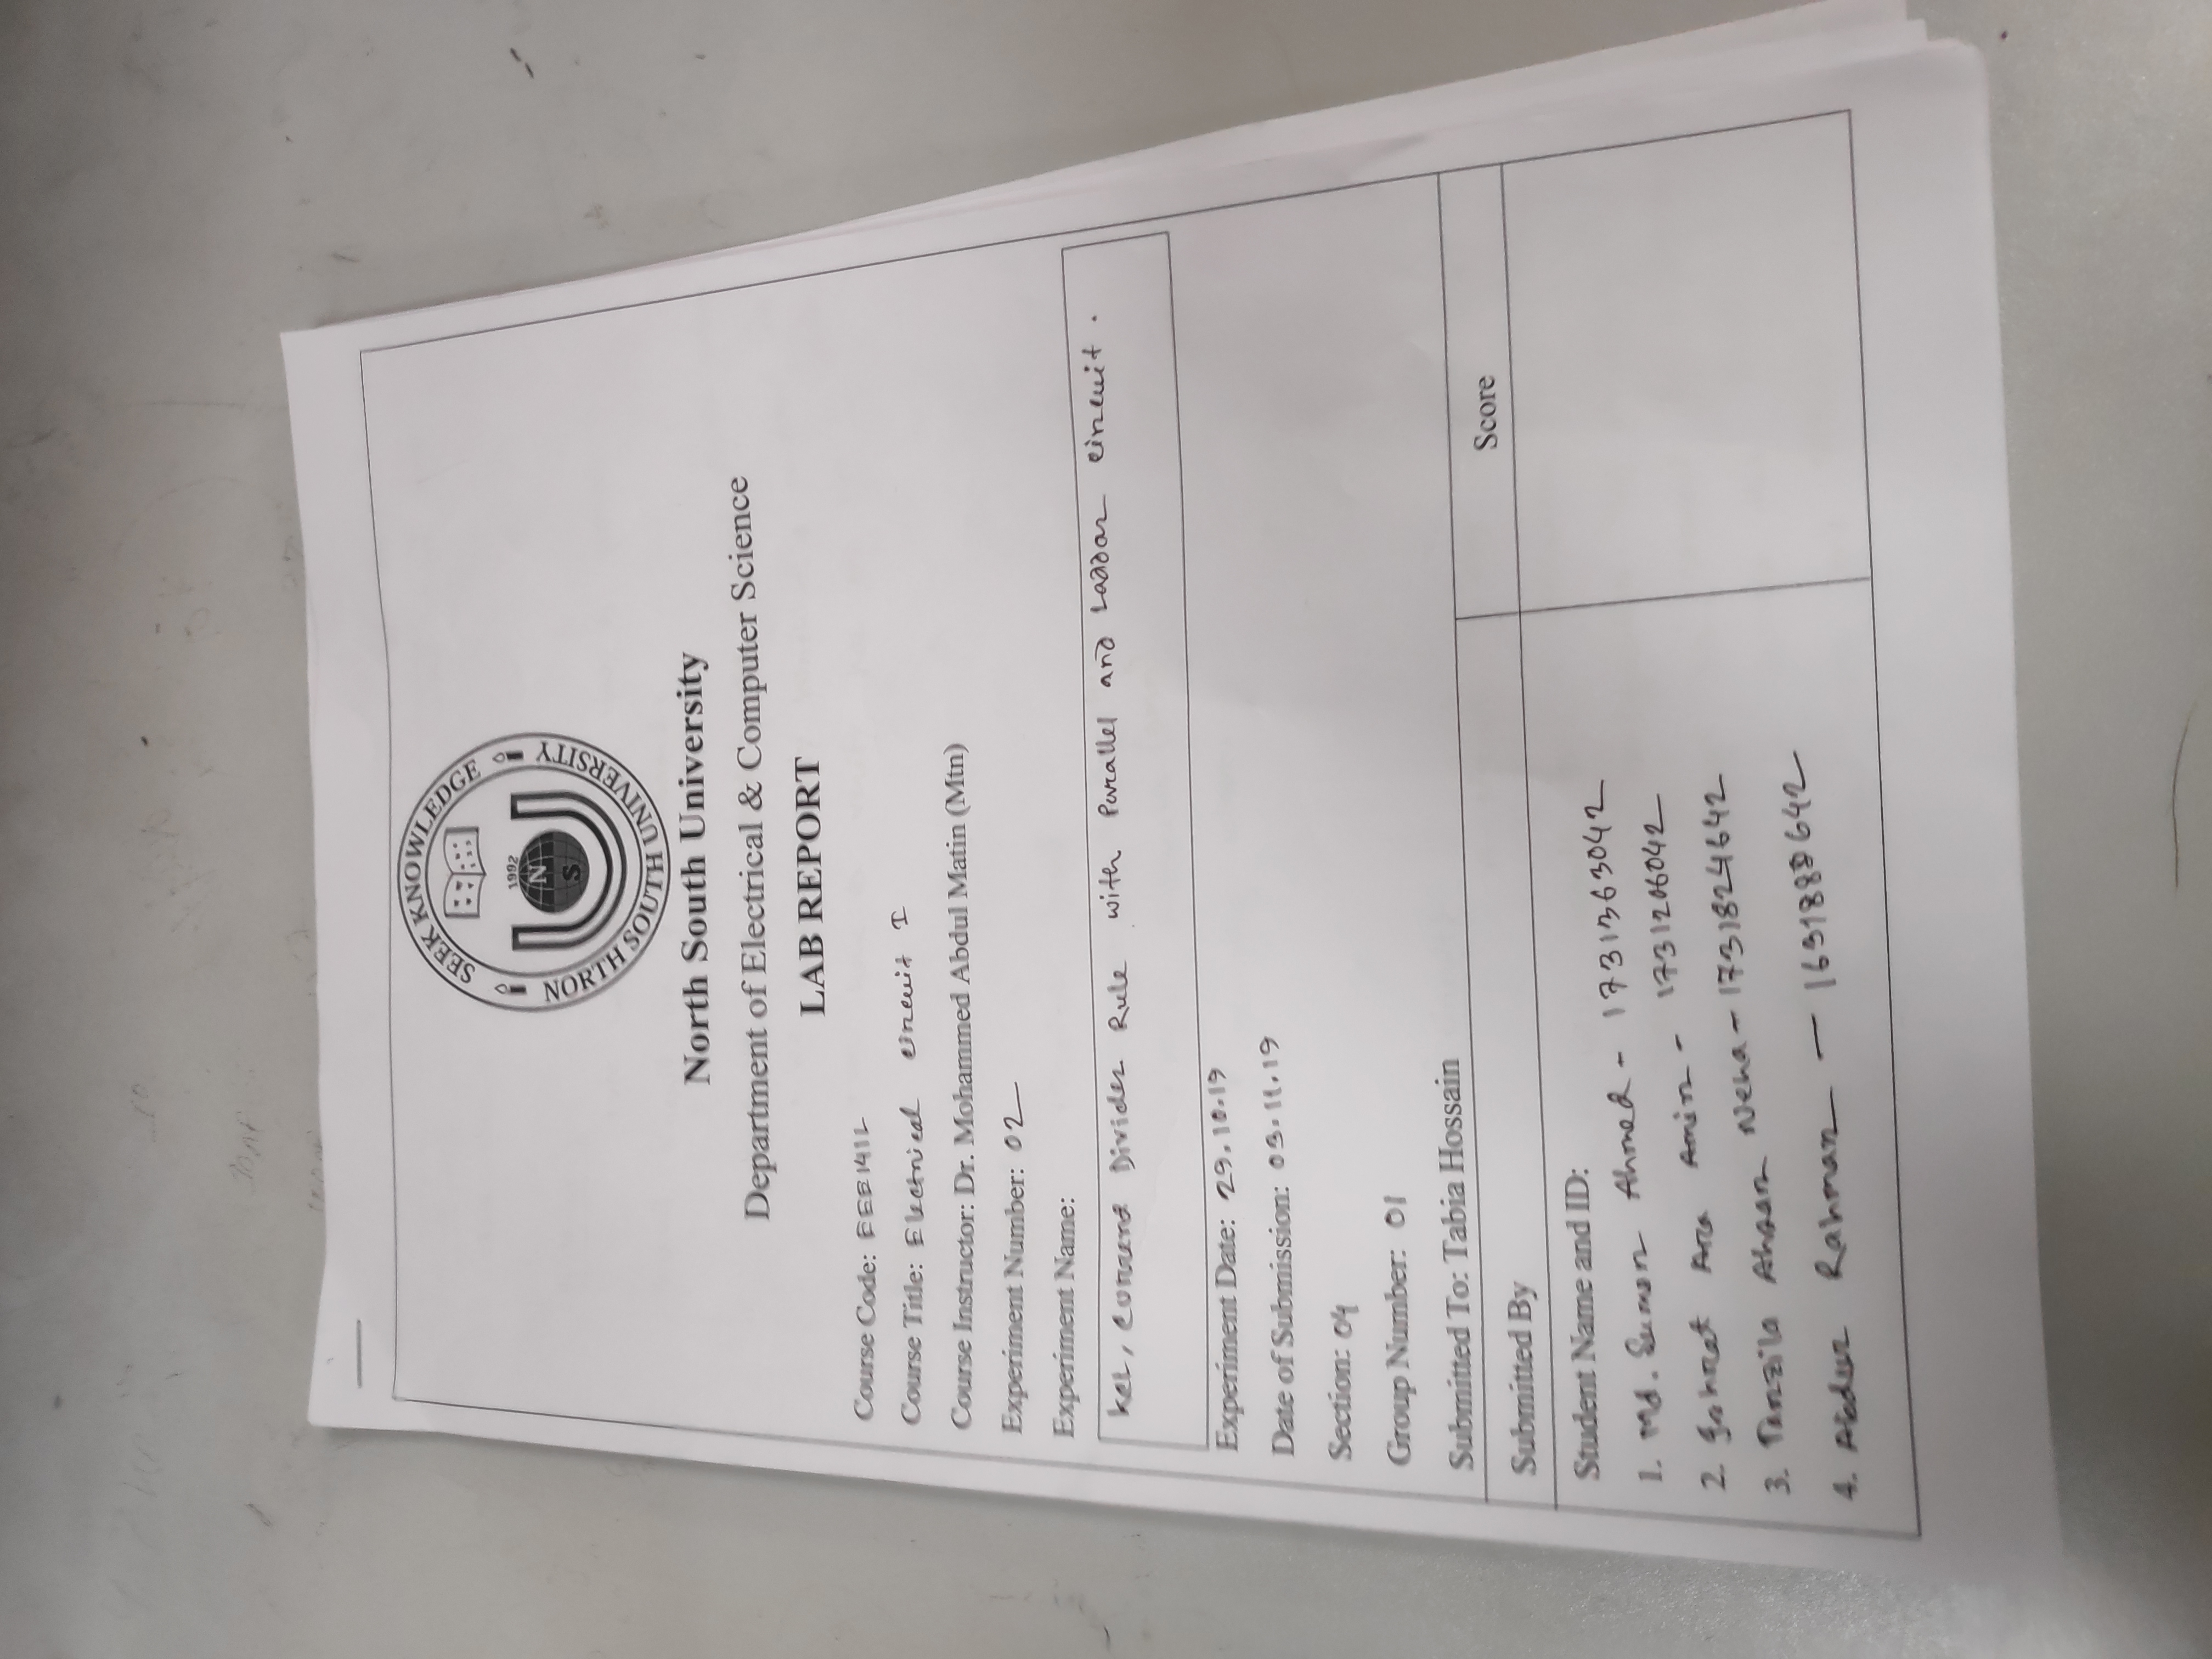 SEEK KNOWLEDGE
1992
N
S
NORTH SOUTH UNIVERSITY
North South University
Department of Electrical & Computer Science
LAB REPORT
Course Code: EEE141L
Course Title: Electrical Circuit I
Course Instructor: Dr. Mohammed Abdul Matin (Mtn)
Experiment Number: 02
Experiment Name:
KCL, Current Divider Rule with Parallel and Laddar circuit.
Experiment Date: 29.10.19
Date of Submission: 03.11.19
Section: 04
Group Number: 01
Submitted To: Tabia Hossain
Submitted By
Score
Student Name and ID:
1. Md. Sumon Ahmed - 1731363042
2. Ara Amin - 1731206042
3. Tanzila Ahsan Neha - 1731824642
4. Abdur Rahman -